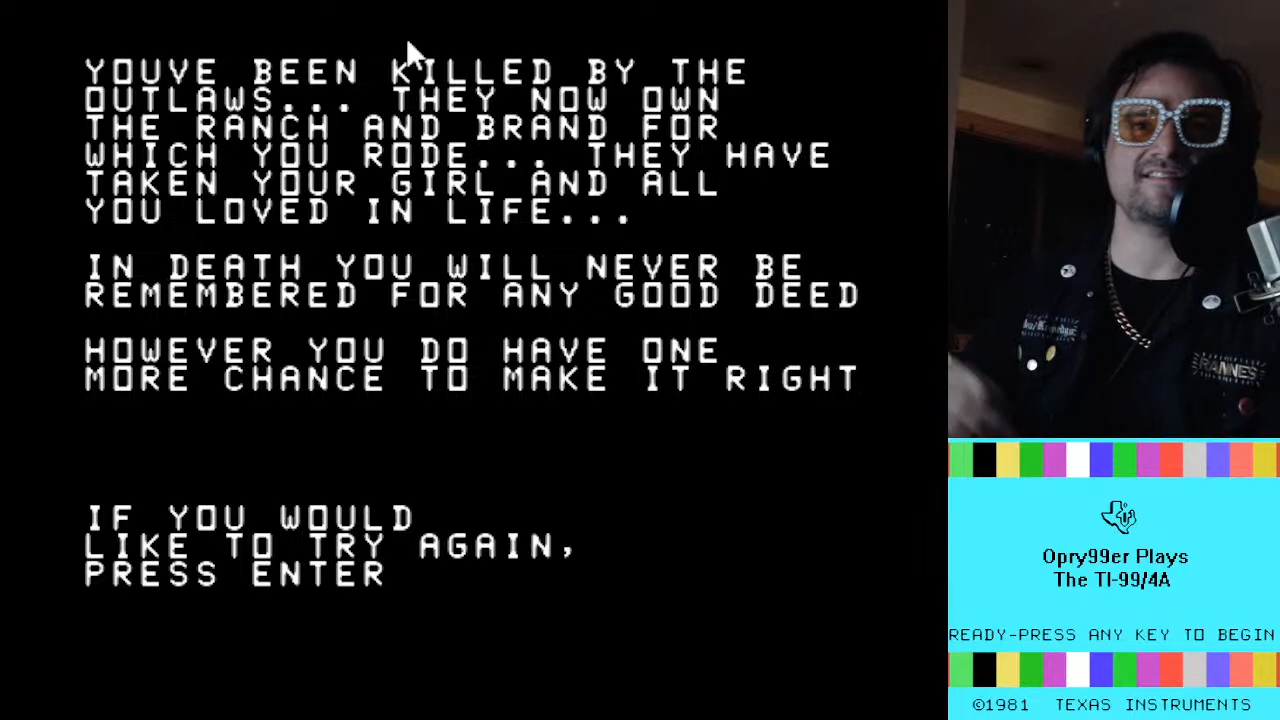 YOUVE BEEN KILLED BY THE
OUTLAWS... THEY NOW OWN
THE RANCH AND BRAND FOR
WHICH YOU RODE... THEY HAVE
TAKEN YOUR GIRL AND ALL
YOU LOVED IN LIFE...
IN DEATH YOU WILL NEVER BE
REMEMBERED FOR ANY GOOD DEED
HOWEVER YOU DO HAVE ONE
MORE CHANCE TO MAKE IT RIGHT
IF YOU WOULD
LIKE TO TRY AGAIN,
PRESS ENTER
Opry99er Plays
The TI-99/4A
READY-PRESS ANY KEY TO BEGIN
©1981 TEXAS INSTRUMENTS